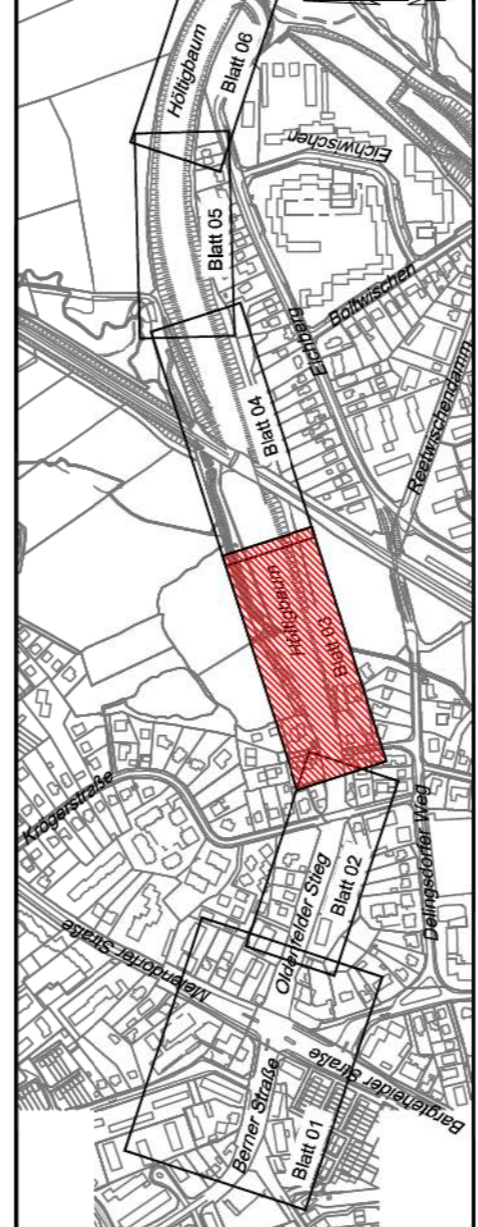 Höltigbaum
Blatt 06
Eichwischen
Blatt 05
Boltwischen
Eichberg
Blatt 04
Reetwischendamm
Höltigbaum
Blatt 03
Krögerstraße
Delingsdorfer Weg
Blatt 02
Oldenfelder Stieg
Meiendorfer Straße
Bargteheider Straße
Berner Straße
Blatt 01